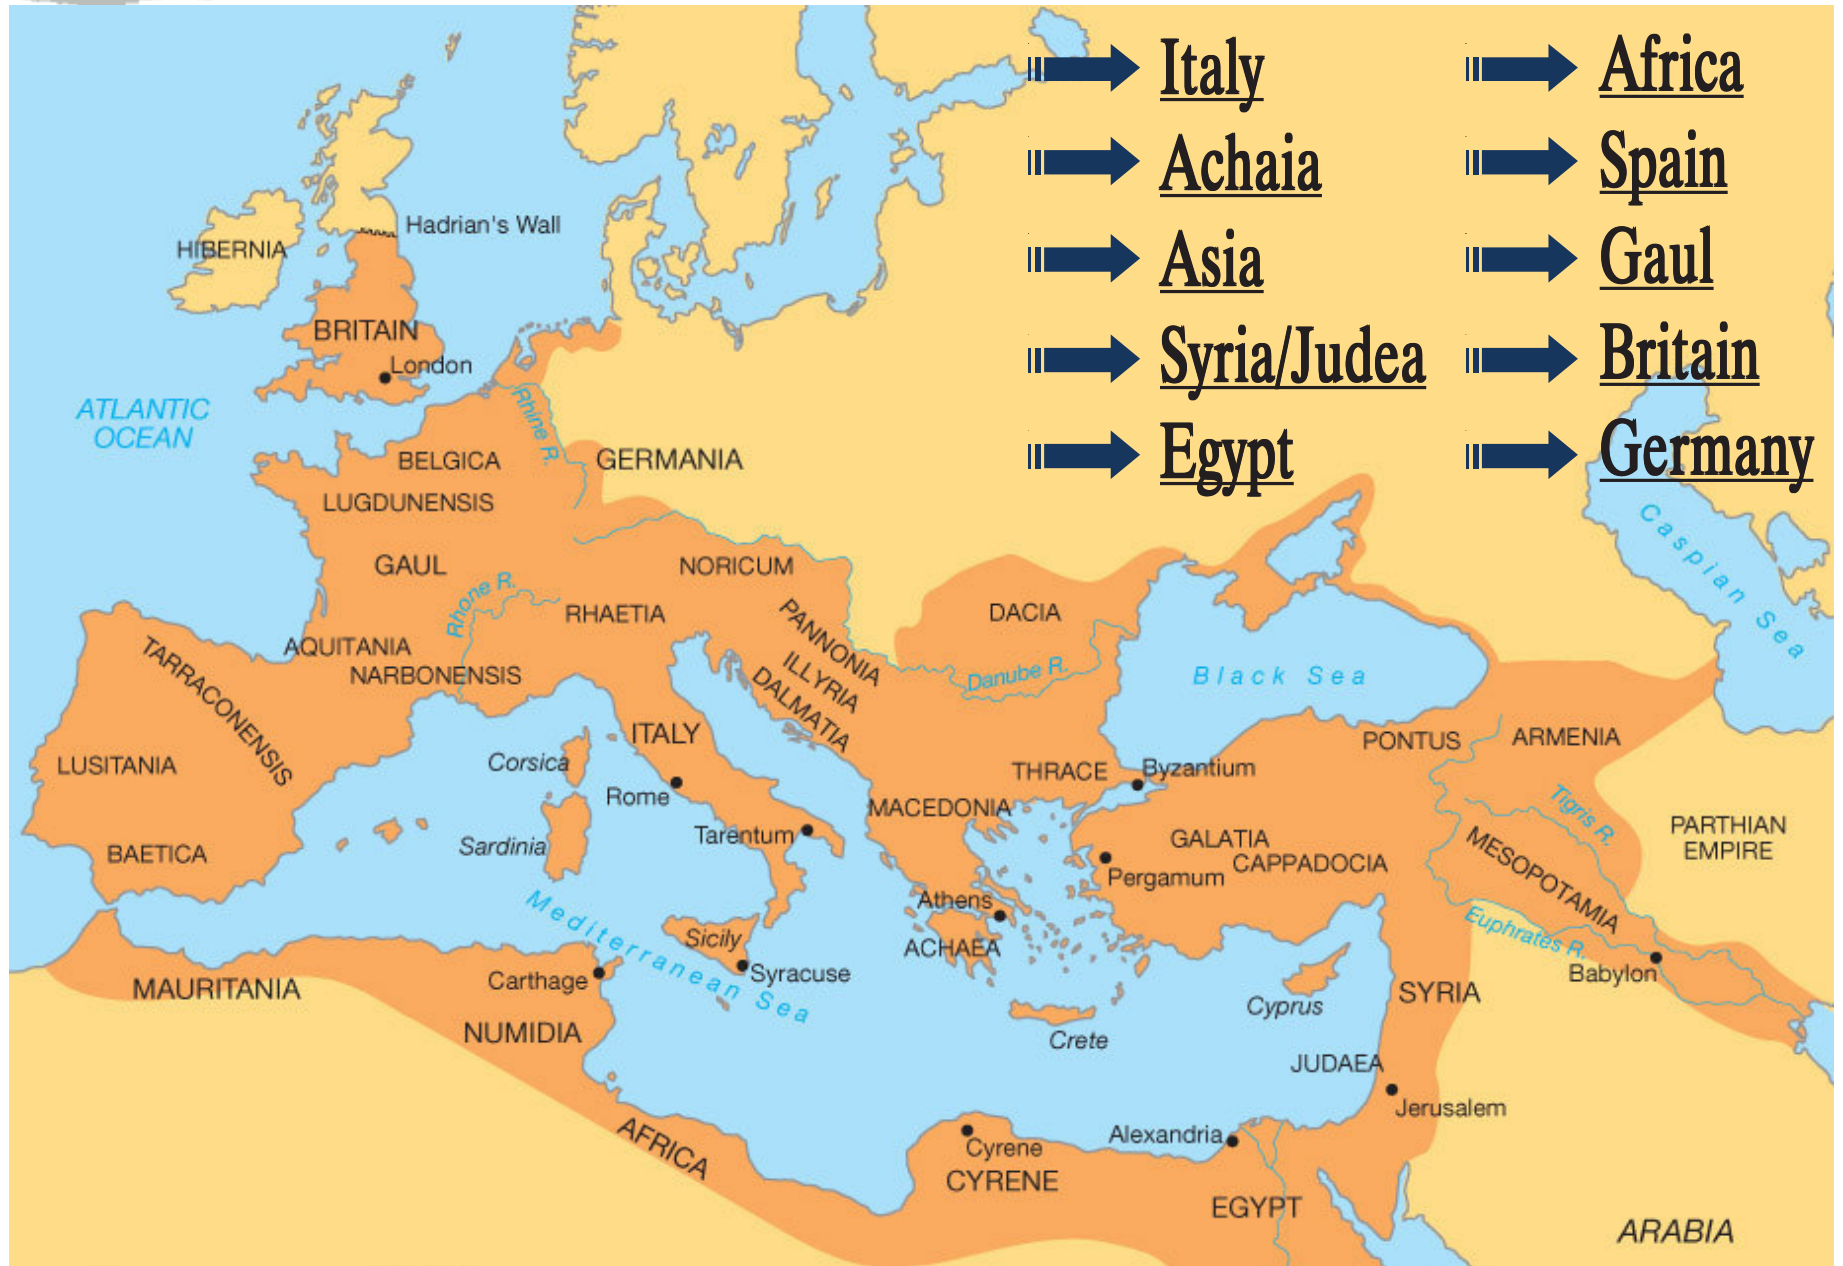 Italy
Africa
Achaia
Spain
Asia
Gaul
Syria/Judea
Britain
Egypt
Germany
Hadrian's Wall
HIBERNIA
BRITAIN
London
ATLANTIC
OCEAN
Rhine R.
BELGICA
GERMANIA
LUGDUNENSIS
GAUL
NORICUM
Rhone R.
RHAETIA
DACIA
PANNONIA
ILLYRIA
DALMATIA
AQUITANIA
NARBONENSIS
TARRACONENSIS
Danube R.
Black Sea
Caspian Sea
ITALY
LUSITANIA
Corsica
Rome
PONTUS
ARMENIA
THRACE
Byzantium
MACEDONIA
Tigris R.
PARTHIAN
EMPIRE
Tarentum
Sardinia
BAETICA
GALATIA
CAPPADOCIA
Pergamum
MESOPOTAMIA
Athens
Euphrates R.
Mediterranean Sea
Sicily
ACHAEA
Syracuse
Babylon
Carthage
MAURITANIA
SYRIA
Cyprus
NUMIDIA
Crete
JUDAEA
Jerusalem
AFRICA
Alexandria
Cyrene
CYRENE
EGYPT
ARABIA